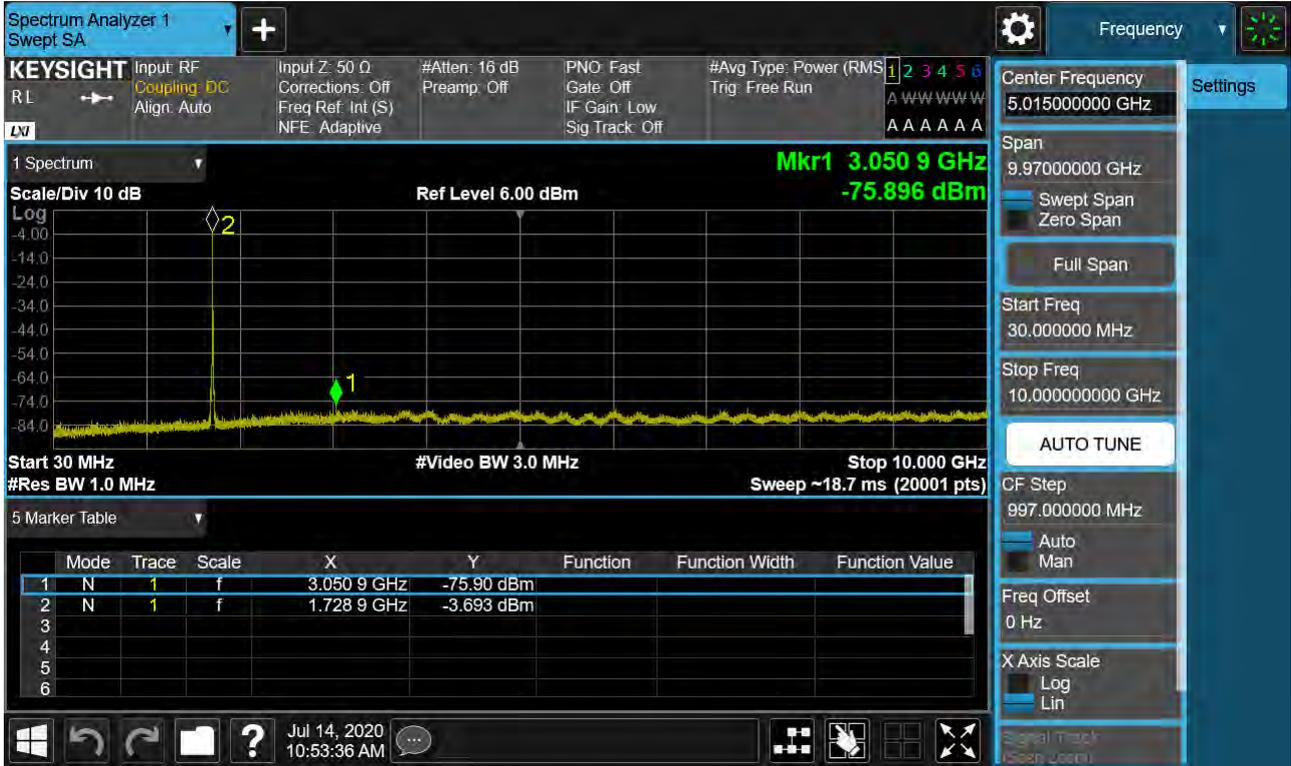 Spectrum Analyzer 1
Swept SA
Frequency
KEYSIGHT
RL
LXI
Input: RF
Coupling: DC
Align: Auto
Input Z: 50 Ω
Corrections: Off
Freq Ref: Int (S)
NFE: Adaptive
#Atten: 16 dB
Preamp: Off
PNO: Fast
Gate: Off
IF Gain: Low
Sig Track: Off
#Avg Type: Power (RMS
Trig: Free Run
1 2 3 4 5 6
A W W W W W
A A A A A A
Center Frequency
5.015000000 GHz
Settings
1 Spectrum
Mkr1 3.050 9 GHz
-75.896 dBm
Scale/Div 10 dB
Ref Level 6.00 dBm
Log
-4.00
-14.0
-24.0
-34.0
-44.0
-54.0
-64.0
-74.0
-84.0
2
1
Start 30 MHz
#Video BW 3.0 MHz
Stop 10.000 GHz
#Res BW 1.0 MHz
Sweep ~18.7 ms (20001 pts)
Span
9.97000000 GHz
Swept Span
Zero Span
Full Span
Start Freq
30.000000 MHz
Stop Freq
10.000000000 GHz
AUTO TUNE
CF Step
997.000000 MHz
Auto
Man
Freq Offset
0 Hz
X Axis Scale
Log
Lin
Signal Track
(Span Zoom)
5 Marker Table
Mode Trace Scale X Y Function Function Width Function Value
1 N 1 f 3.050 9 GHz -75.90 dBm
2 N 1 f 1.728 9 GHz -3.693 dBm
3
4
5
6
?
Jul 14, 2020
10:53:36 AM